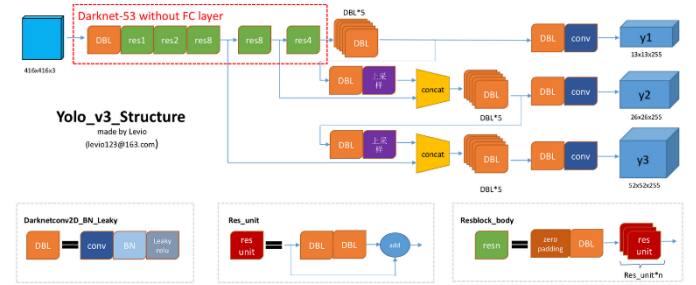 Darknet-53 without FC layer
DBL*5
DBL
res1
res2
res8
res8
res4
DBL
DBL
conv
y1
13x13x255
416x416x3
DBL
上采样
concat
DBL
DBL*5
DBL
conv
y2
26x26x255
Yolo_v3_Structure
made by Levio
(levio123@163.com)
DBL
上采样
concat
DBL
DBL*5
DBL
conv
y3
52x52x255
Darknetconv2D_BN_Leaky
DBL
conv
BN
Leaky
relu
Res_unit
res
unit
DBL
DBL
add
Resblock_body
resn
zero
padding
DBL
res
unit
Res_unit*n